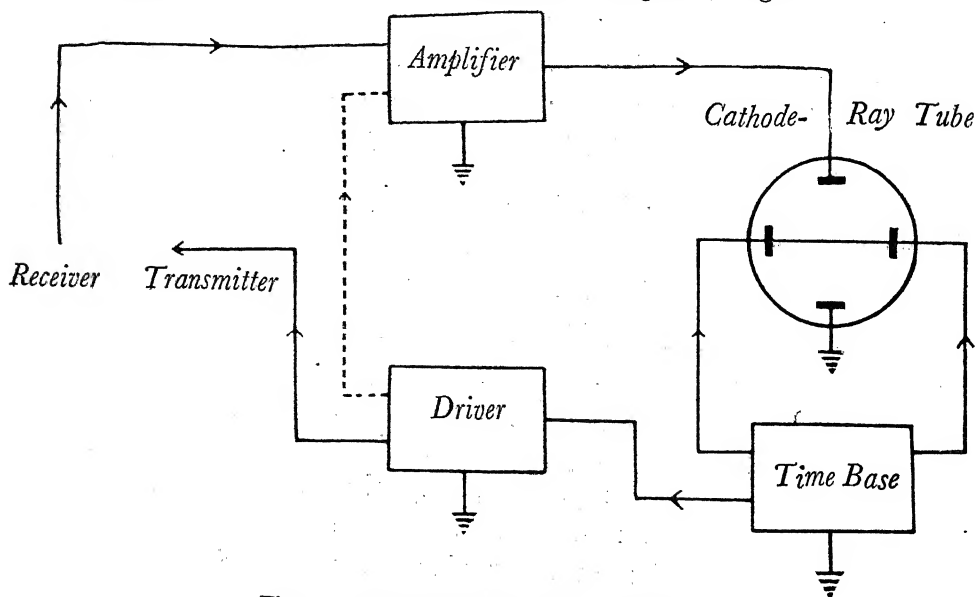 Amplifier
Cathode- Ray Tube
Receiver Transmitter
Driver
Time Base